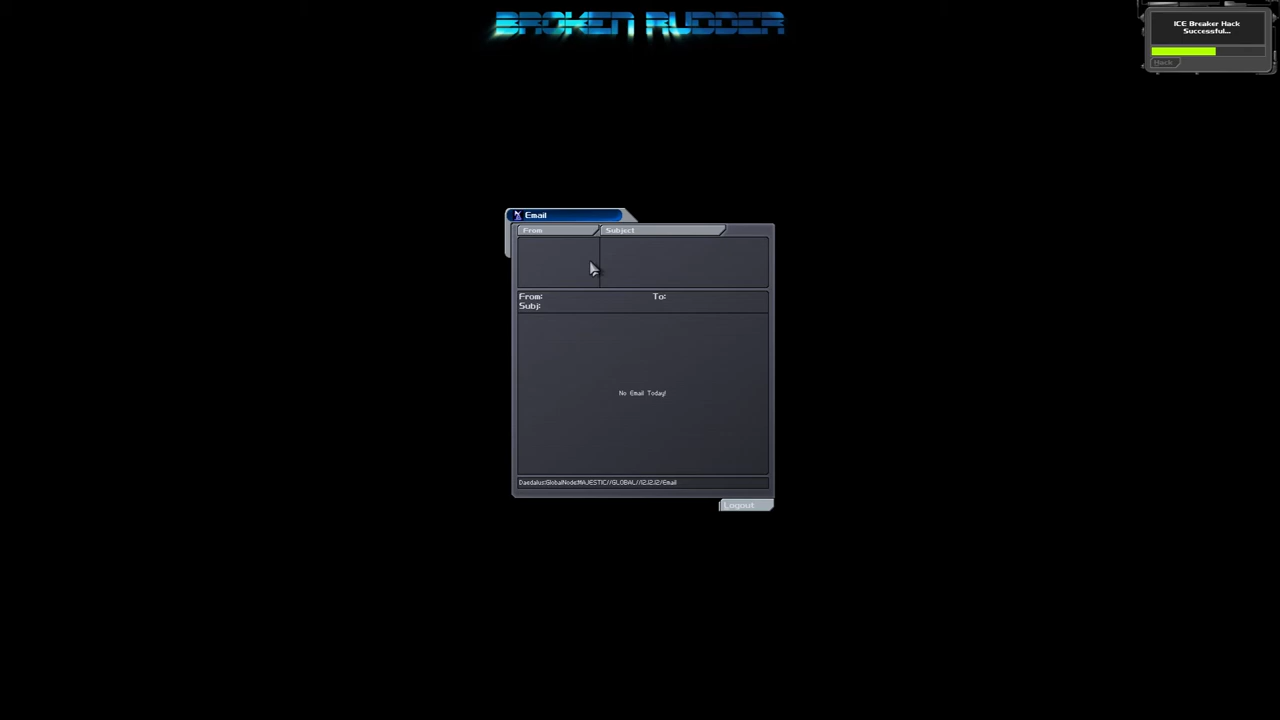 BROKEN RUDDER
ICE Breaker Hack
Successful...
Hack
Email
From
Subject
From:
To:
Subj:
No Email Today!
Daedalus:GlobalNode:MAJESTIC//GLOBAL//12.12.12/Email
Logout